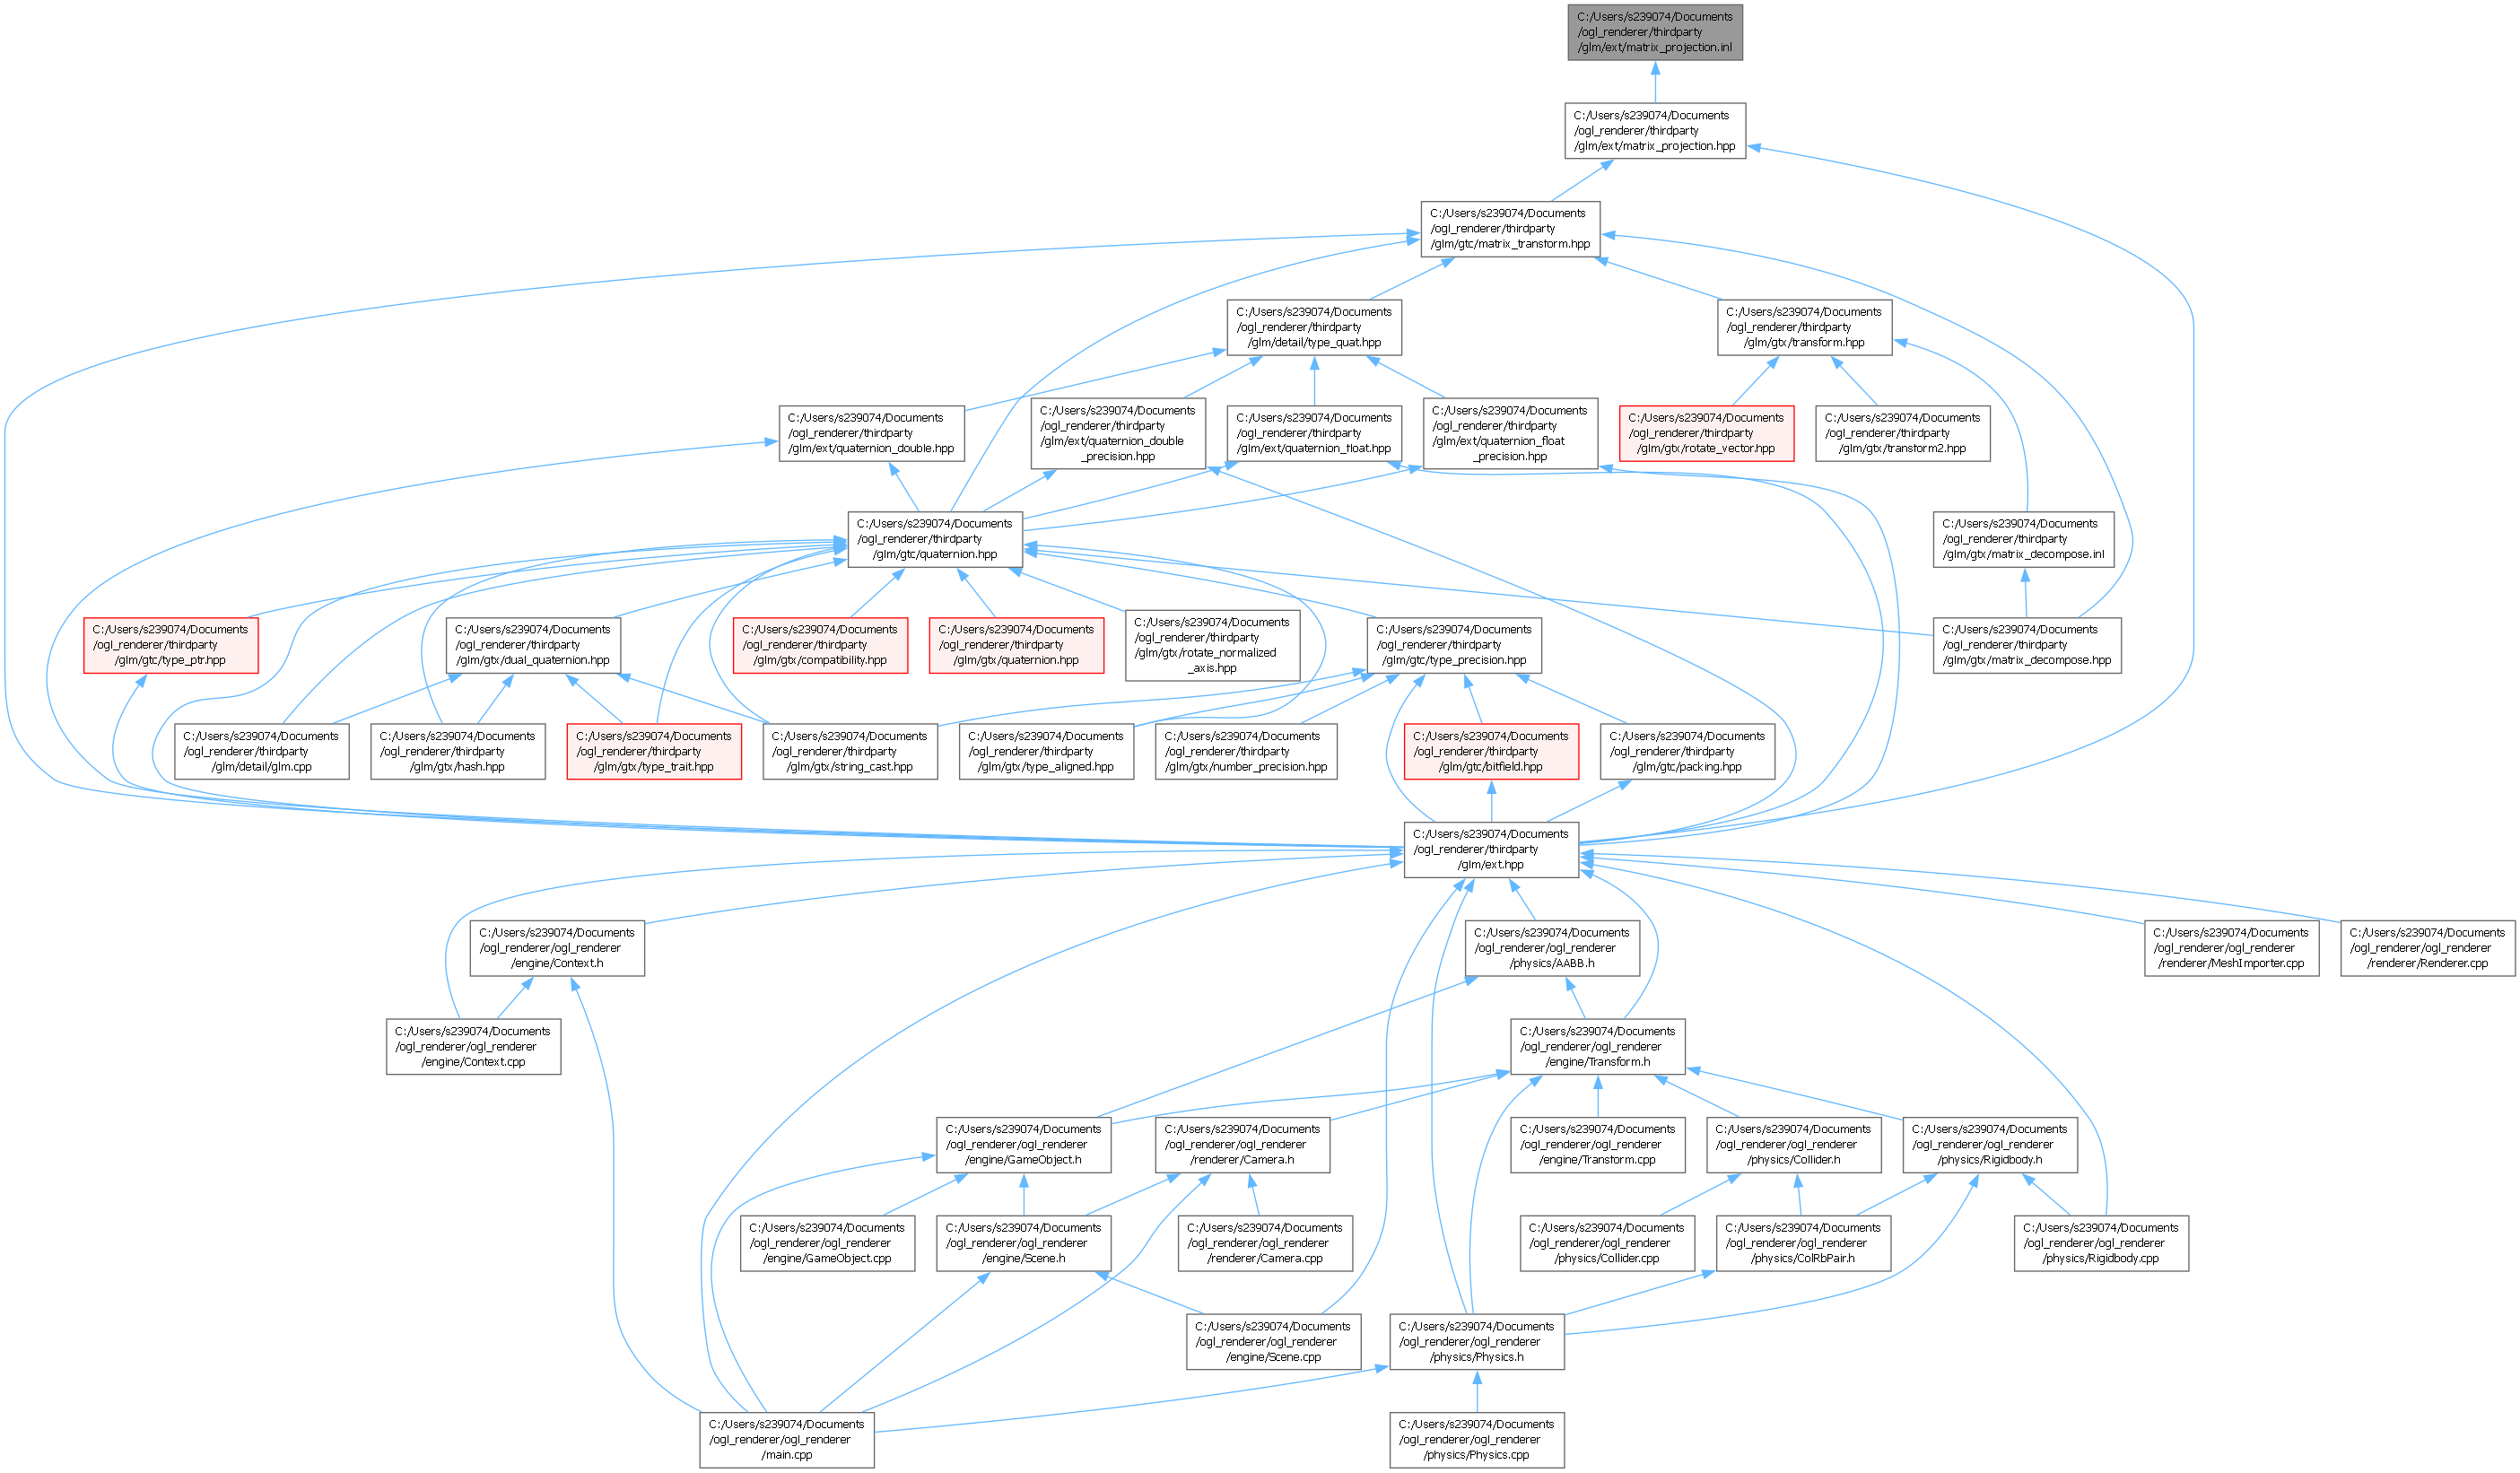 C:/Users/s239074/Documents
/ogl_renderer/thirdparty
/glm/ext/matrix_projection.inl
C:/Users/s239074/Documents
/ogl_renderer/thirdparty
/glm/ext/matrix_projection.hpp
C:/Users/s239074/Documents
/ogl_renderer/thirdparty
/glm/gtc/matrix_transform.hpp
C:/Users/s239074/Documents
/ogl_renderer/thirdparty
/glm/detail/type_quat.hpp
C:/Users/s239074/Documents
/ogl_renderer/thirdparty
/glm/gtx/transform.hpp
C:/Users/s239074/Documents
/ogl_renderer/thirdparty
/glm/ext/quaternion_double.hpp
C:/Users/s239074/Documents
/ogl_renderer/thirdparty
/glm/ext/quaternion_double
_precision.hpp
C:/Users/s239074/Documents
/ogl_renderer/thirdparty
/glm/ext/quaternion_float.hpp
C:/Users/s239074/Documents
/ogl_renderer/thirdparty
/glm/ext/quaternion_float
_precision.hpp
C:/Users/s239074/Documents
/ogl_renderer/thirdparty
/glm/gtx/rotate_vector.hpp
C:/Users/s239074/Documents
/ogl_renderer/thirdparty
/glm/gtx/transform2.hpp
C:/Users/s239074/Documents
/ogl_renderer/thirdparty
/glm/gtc/quaternion.hpp
C:/Users/s239074/Documents
/ogl_renderer/thirdparty
/glm/gtx/matrix_decompose.inl
C:/Users/s239074/Documents
/ogl_renderer/thirdparty
/glm/gtc/type_ptr.hpp
C:/Users/s239074/Documents
/ogl_renderer/thirdparty
/glm/gtx/dual_quaternion.hpp
C:/Users/s239074/Documents
/ogl_renderer/thirdparty
/glm/gtx/compatibility.hpp
C:/Users/s239074/Documents
/ogl_renderer/thirdparty
/glm/gtx/quaternion.hpp
C:/Users/s239074/Documents
/ogl_renderer/thirdparty
/glm/gtx/rotate_normalized
_axis.hpp
C:/Users/s239074/Documents
/ogl_renderer/thirdparty
/glm/gtc/type_precision.hpp
C:/Users/s239074/Documents
/ogl_renderer/thirdparty
/glm/gtx/matrix_decompose.hpp
C:/Users/s239074/Documents
/ogl_renderer/thirdparty
/glm/detail/glm.cpp
C:/Users/s239074/Documents
/ogl_renderer/thirdparty
/glm/gtx/hash.hpp
C:/Users/s239074/Documents
/ogl_renderer/thirdparty
/glm/gtx/type_trait.hpp
C:/Users/s239074/Documents
/ogl_renderer/thirdparty
/glm/gtx/string_cast.hpp
C:/Users/s239074/Documents
/ogl_renderer/thirdparty
/glm/gtx/type_aligned.hpp
C:/Users/s239074/Documents
/ogl_renderer/thirdparty
/glm/gtx/number_precision.hpp
C:/Users/s239074/Documents
/ogl_renderer/thirdparty
/glm/gtc/bitfield.hpp
C:/Users/s239074/Documents
/ogl_renderer/thirdparty
/glm/gtc/packing.hpp
C:/Users/s239074/Documents
/ogl_renderer/thirdparty
/glm/ext.hpp
C:/Users/s239074/Documents
/ogl_renderer/ogl_renderer
/engine/Context.h
C:/Users/s239074/Documents
/ogl_renderer/ogl_renderer
/physics/AABB.h
C:/Users/s239074/Documents
/ogl_renderer/ogl_renderer
/renderer/MeshImporter.cpp
C:/Users/s239074/Documents
/ogl_renderer/ogl_renderer
/renderer/Renderer.cpp
C:/Users/s239074/Documents
/ogl_renderer/ogl_renderer
/engine/Context.cpp
C:/Users/s239074/Documents
/ogl_renderer/ogl_renderer
/engine/Transform.h
C:/Users/s239074/Documents
/ogl_renderer/ogl_renderer
/engine/GameObject.h
C:/Users/s239074/Documents
/ogl_renderer/ogl_renderer
/renderer/Camera.h
C:/Users/s239074/Documents
/ogl_renderer/ogl_renderer
/engine/Transform.cpp
C:/Users/s239074/Documents
/ogl_renderer/ogl_renderer
/physics/Collider.h
C:/Users/s239074/Documents
/ogl_renderer/ogl_renderer
/physics/Rigidbody.h
C:/Users/s239074/Documents
/ogl_renderer/ogl_renderer
/engine/GameObject.cpp
C:/Users/s239074/Documents
/ogl_renderer/ogl_renderer
/engine/Scene.h
C:/Users/s239074/Documents
/ogl_renderer/ogl_renderer
/renderer/Camera.cpp
C:/Users/s239074/Documents
/ogl_renderer/ogl_renderer
/physics/Collider.cpp
C:/Users/s239074/Documents
/ogl_renderer/ogl_renderer
/physics/ColRbPair.h
C:/Users/s239074/Documents
/ogl_renderer/ogl_renderer
/physics/Rigidbody.cpp
C:/Users/s239074/Documents
/ogl_renderer/ogl_renderer
/engine/Scene.cpp
C:/Users/s239074/Documents
/ogl_renderer/ogl_renderer
/physics/Physics.h
C:/Users/s239074/Documents
/ogl_renderer/ogl_renderer
/main.cpp
C:/Users/s239074/Documents
/ogl_renderer/ogl_renderer
/physics/Physics.cpp